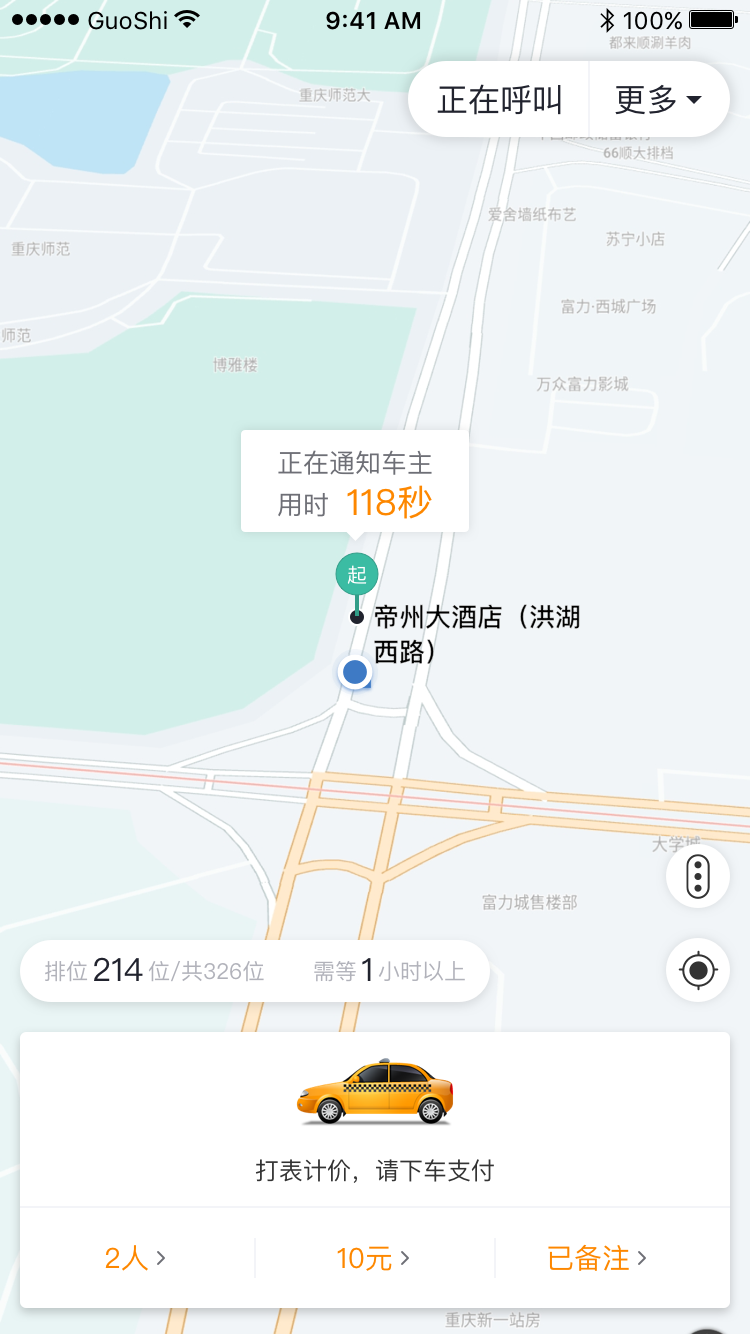 GuoShi
9:41 AM
100%
都来顺涮羊肉
重庆师范大
正在呼叫
更多
66顺大排档
爱舍墙纸布艺
苏宁小店
重庆师范
富力·西城广场
师范
博雅楼
万众富力影城
正在通知车主
用时 118秒
起
帝州大酒店（洪湖
西路）
大学城
富力城售楼部
排位 214 位/共326位 需等 1 小时以上
打表计价，请下车支付
2人
10元
已备注
重庆新一站房